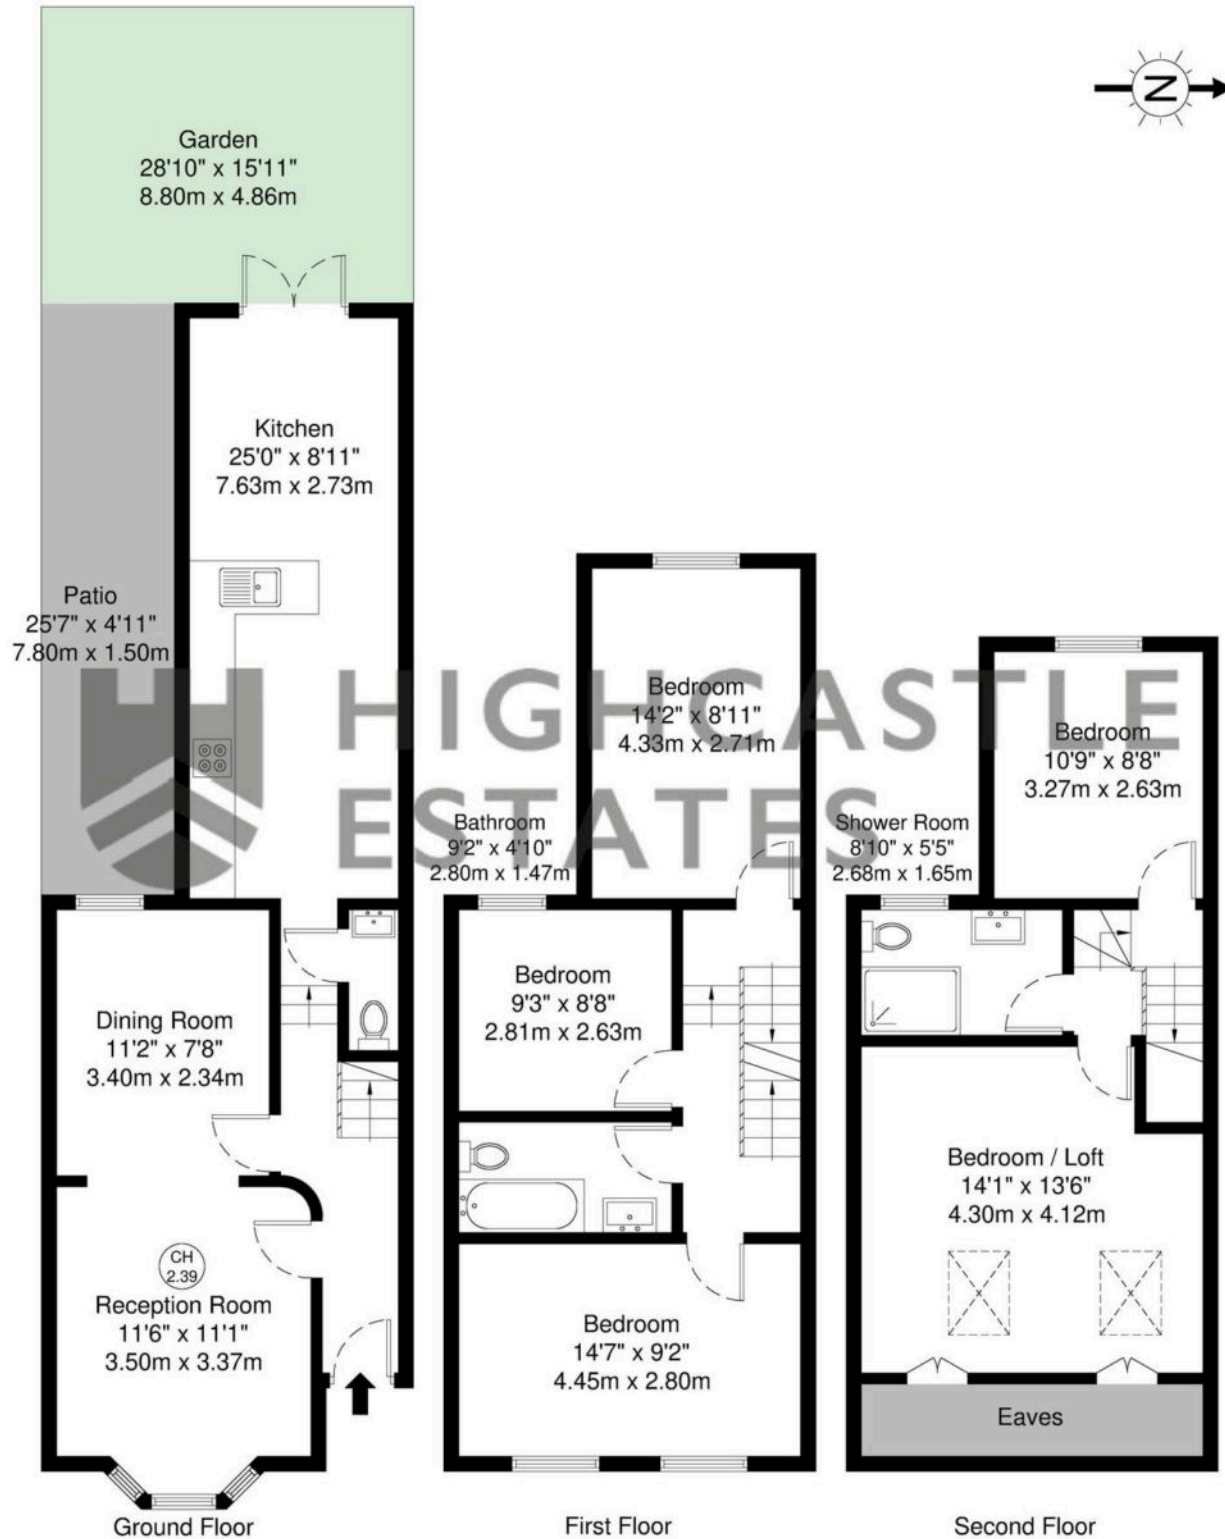 N
Garden
28'10" x 15'11"
8.80m x 4.86m
Kitchen
25'0" x 8'11"
7.63m x 2.73m
Patio
25'7" x 4'11"
7.80m x 1.50m
HIGHCASTLE
ESTATES
Bedroom
14'2" x 8'11"
4.33m x 2.71m
Bedroom
10'9" x 8'8"
3.27m x 2.63m
Bathroom
9'2" x 4'10"
2.80m x 1.47m
Shower Room
8'10" x 5'5"
2.68m x 1.65m
Dining Room
11'2" x 7'8"
3.40m x 2.34m
Bedroom
9'3" x 8'8"
2.81m x 2.63m
Bedroom / Loft
14'1" x 13'6"
4.30m x 4.12m
CH
2.39
Reception Room
11'6" x 11'1"
3.50m x 3.37m
Bedroom
14'7" x 9'2"
4.45m x 2.80m
Eaves
Ground Floor
First Floor
Second Floor